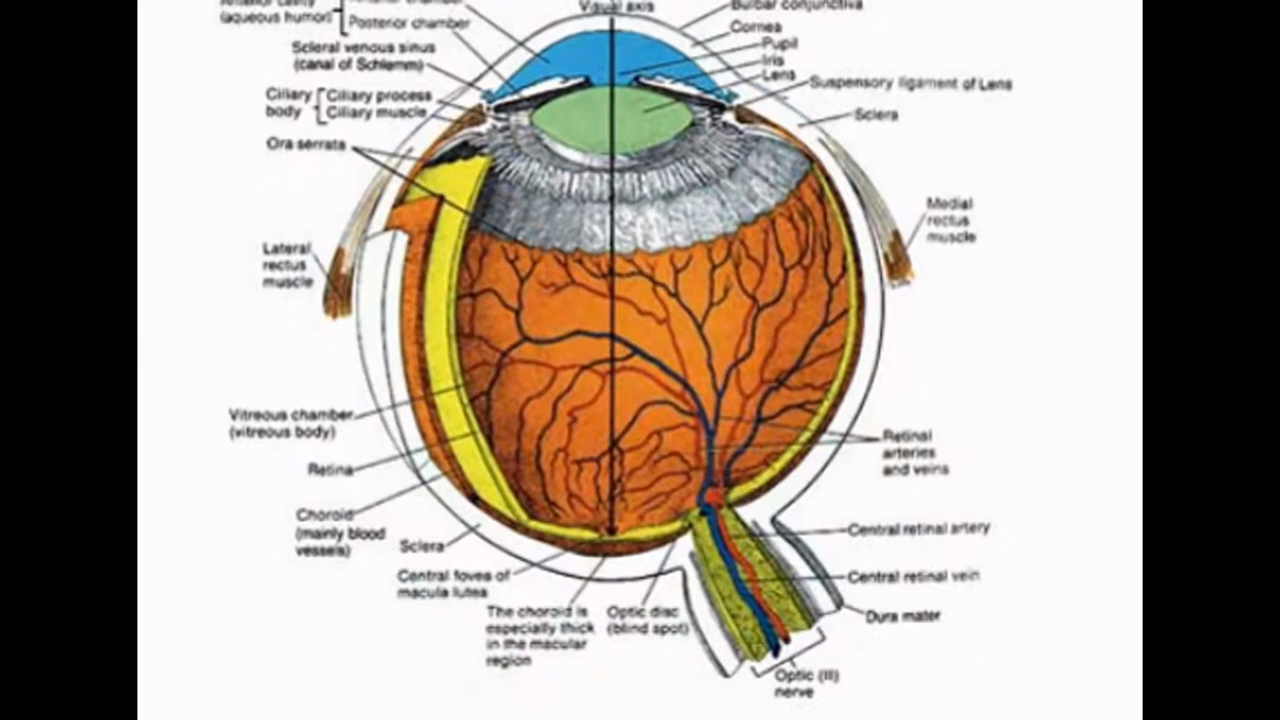 (aqueous humor)
Posterior chamber
Scleral venous sinus
(canal of Schlemm)
Ciliary
body
Ciliary process
Ciliary muscle
Ora serrata
Lateral
rectus
muscle
Vitreous chamber
(vitreous body)
Retina
Choroid
(mainly blood
vessels)
Sclera
Central fovea of
macula lutea
The choroid is
especially thick
in the macular
region
Optic disc
(blind spot)
Visual axis
Bulbar conjunctiva
Cornea
Pupil
Iris
Lens
Suspensory ligament of Lens
Sclera
Medial
rectus
muscle
Retinal
arteries
and veins
Central retinal artery
Central retinal vein
Dura mater
Optic (II)
nerve